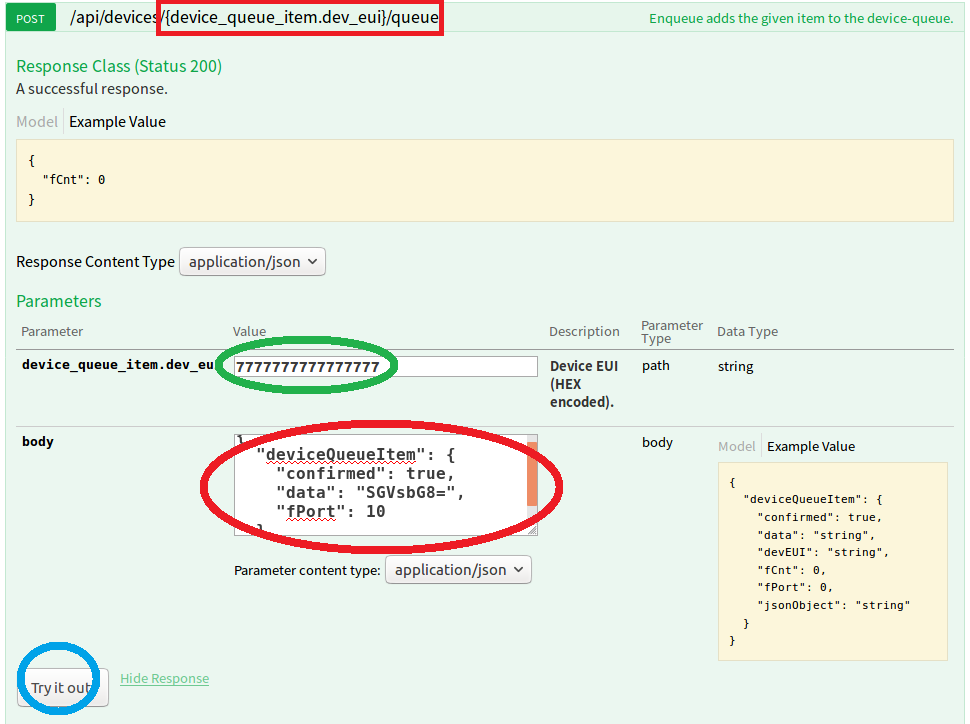 POST /api/devices/{device_queue_item.dev_eui}/queue Enqueue adds the given item to the device-queue.
Response Class (Status 200)
A successful response.
Model Example Value
{
"fCnt": 0
}
Response Content Type application/json
Parameters
Parameter Value Description Parameter Type Data Type
device_queue_item.dev_eu 7777777777777777 Device EUI (HEX encoded). path string
body
}
"deviceQueueItem": {
"confirmed": true,
"data": "SGVsbG8=",
"fPort": 10
}
Parameter content type: application/json
body
Model Example Value
{
"deviceQueueItem": {
"confirmed": true,
"data": "string",
"devEUI": "string",
"fCnt": 0,
"fPort": 0,
"jsonObject": "string"
}
}
Try it out Hide Response